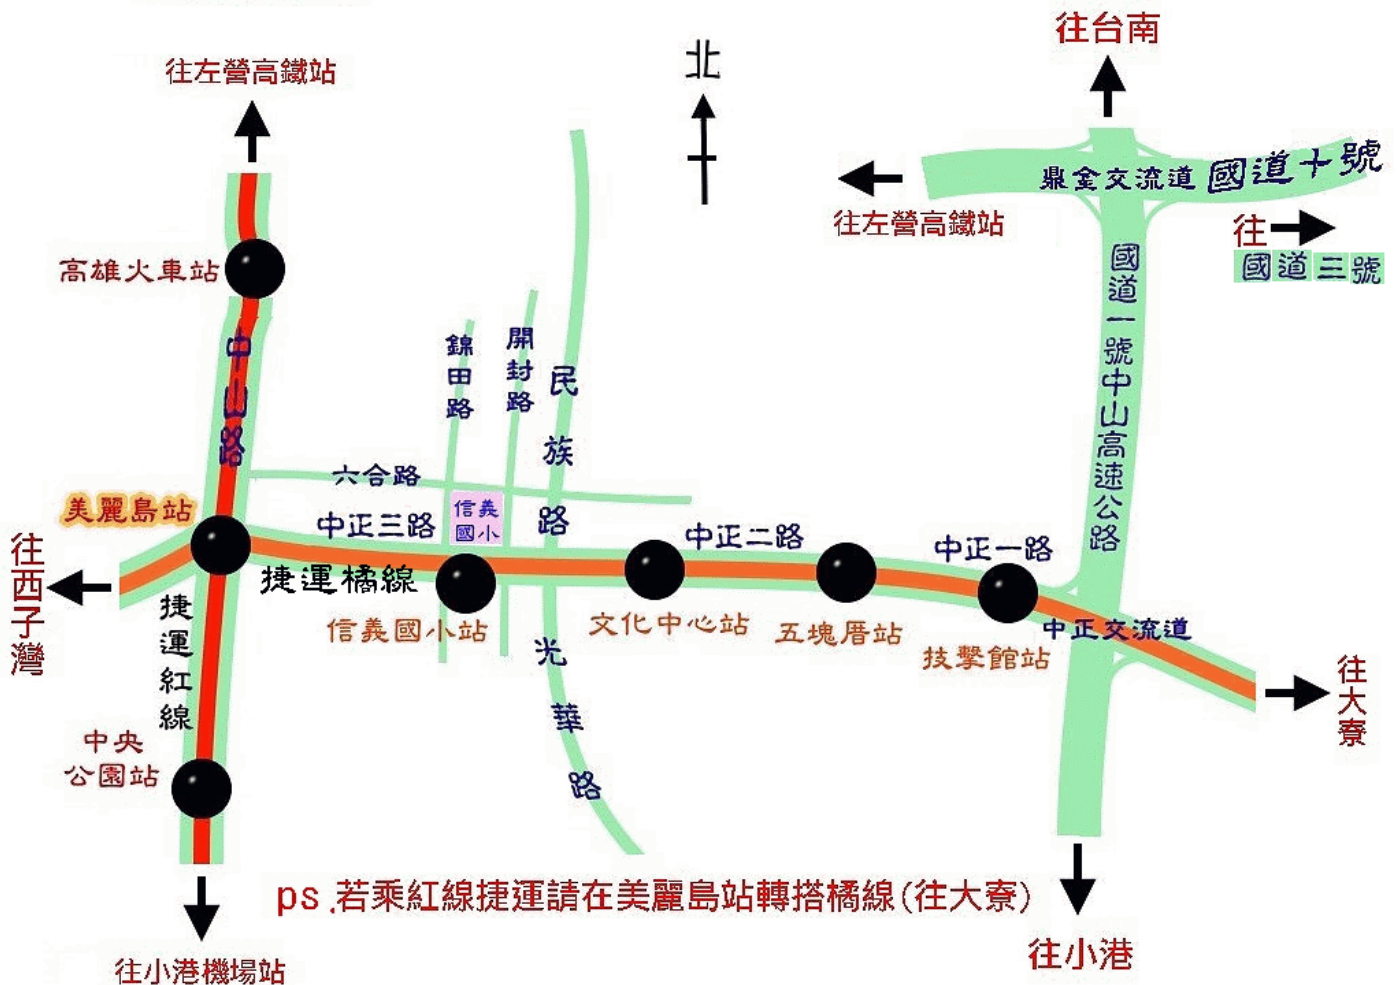 往左營高鐵站
北
往台南
鼎金交流道
國道十號
往左營高鐵站
往
國道三號
高雄火車站
中山路
錦田路
開封路
民族路
國道一號中山高速公路
六合路
美麗島站
中正三路
信義
國小
中正二路
中正一路
往西子灣
捷運橘線
信義國小站
文化中心站
五塊厝站
技擊館站
中正交流道
捷運紅線
光華路
往大寮
中央
公園站
ps.若乘紅線捷運請在美麗島站轉搭橘線(往大寮)
往小港機場站
往小港